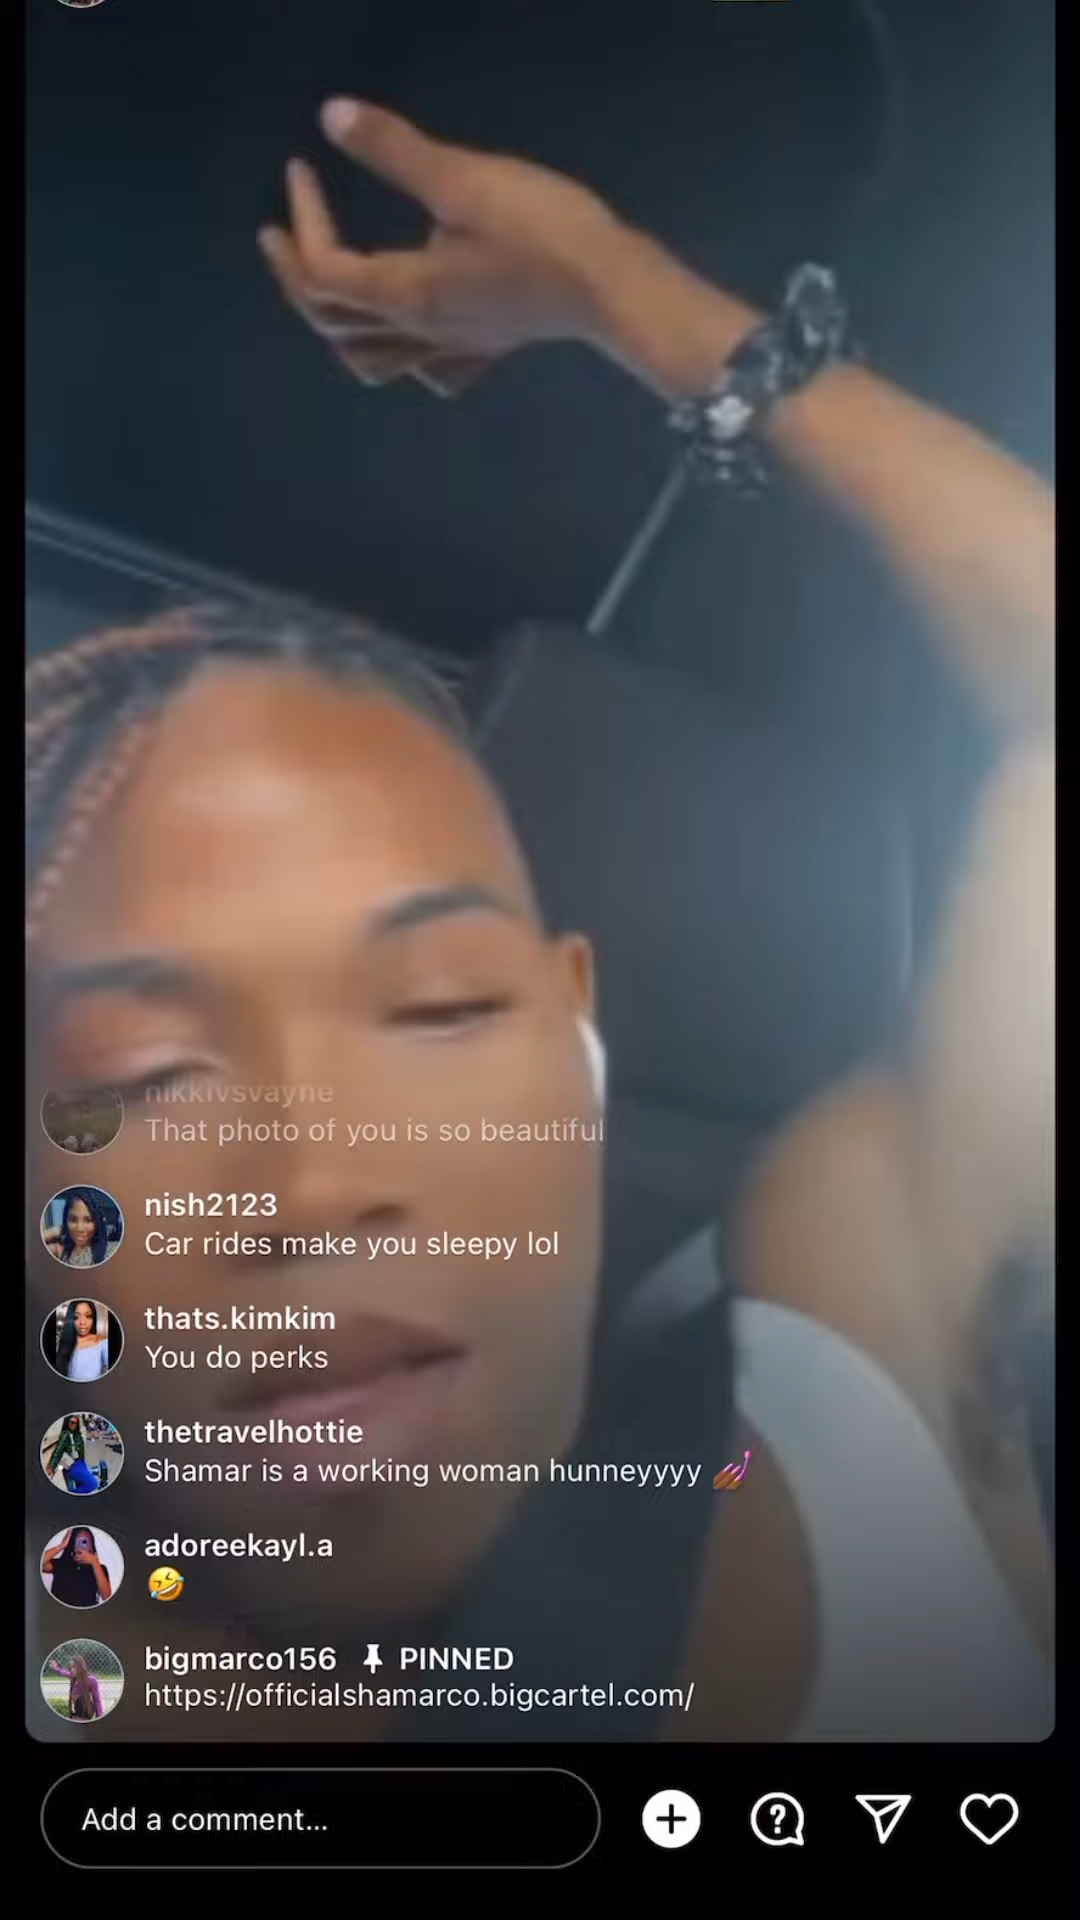 nikkivsvayne
That photo of you is so beautiful
nish2123
Car rides make you sleepy lol
thats.kimkim
You do perks
thetravelhottie
Shamar is a working woman hunneyyyy 💅🏾
adoreekayl.a
🤣
bigmarco156 📌 PINNED
https://officialshamarco.bigcartel.com/
Add a comment...